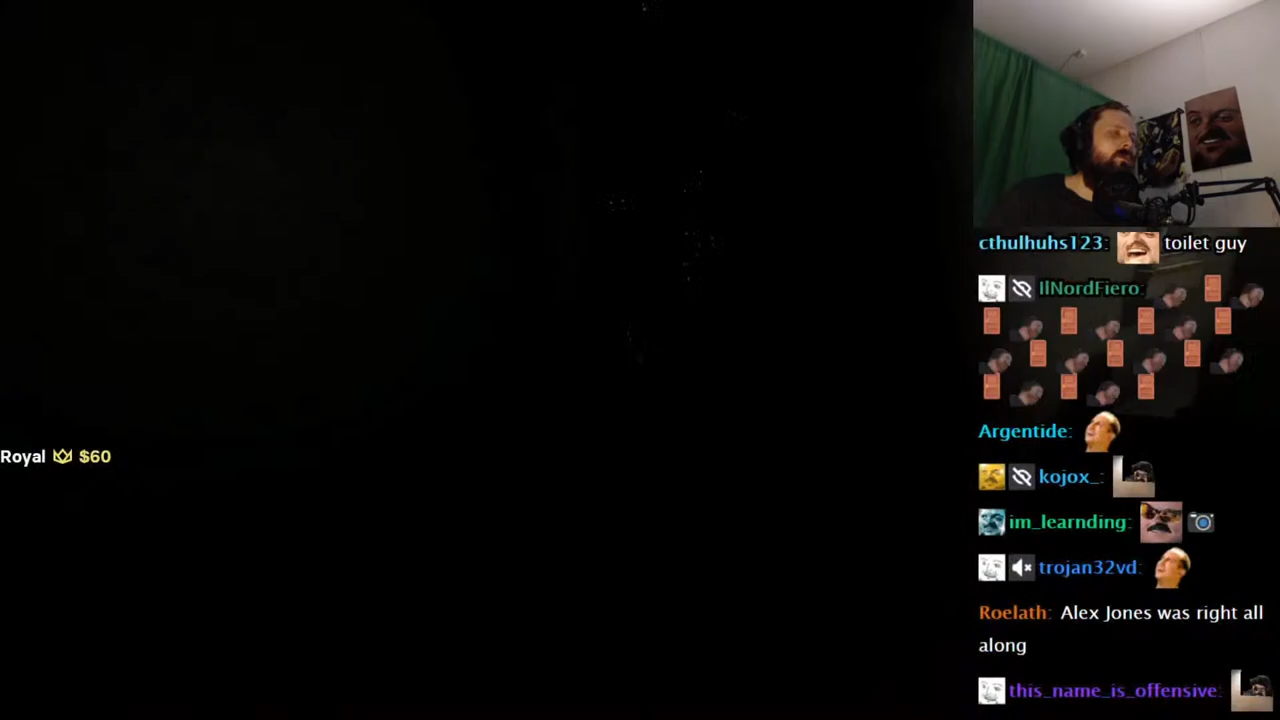 cthulhuhs123: toilet guy
IlNordFiero:
Argentide:
Royal $60
kojox_:
im_learnding:
trojan32vd:
Roelath: Alex Jones was right all
along
this_name_is_offensive: